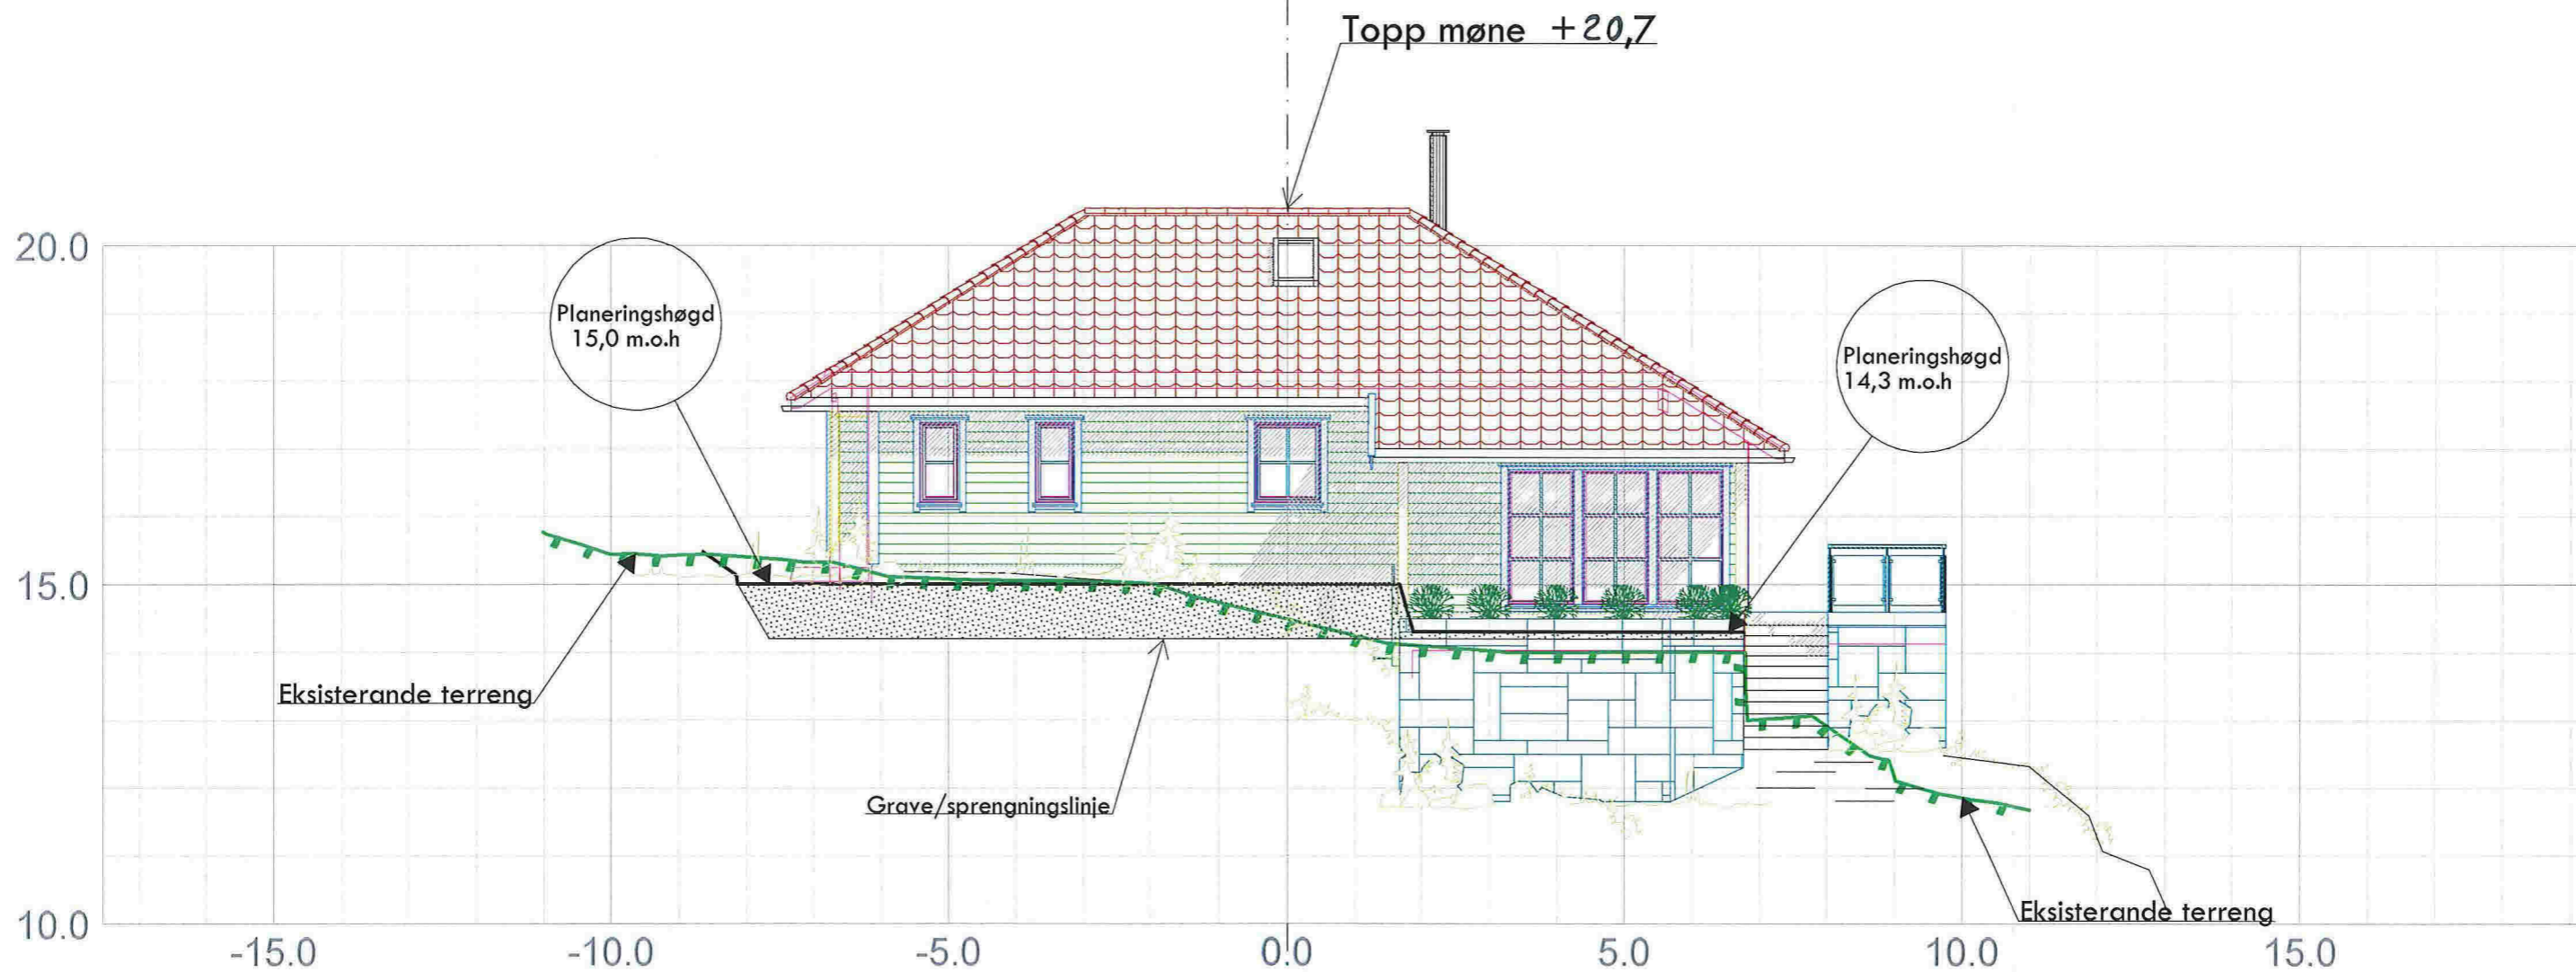 Topp møne +20,7
20.0
Planeringshøgd
15,0 m.o.h
Planeringshøgd
14,3 m.o.h
15.0
Eksisterande terreng
Grave/sprengningslinje
Eksisterande terreng
10.0
-15.0 -10.0 -5.0 0.0 5.0 10.0 15.0